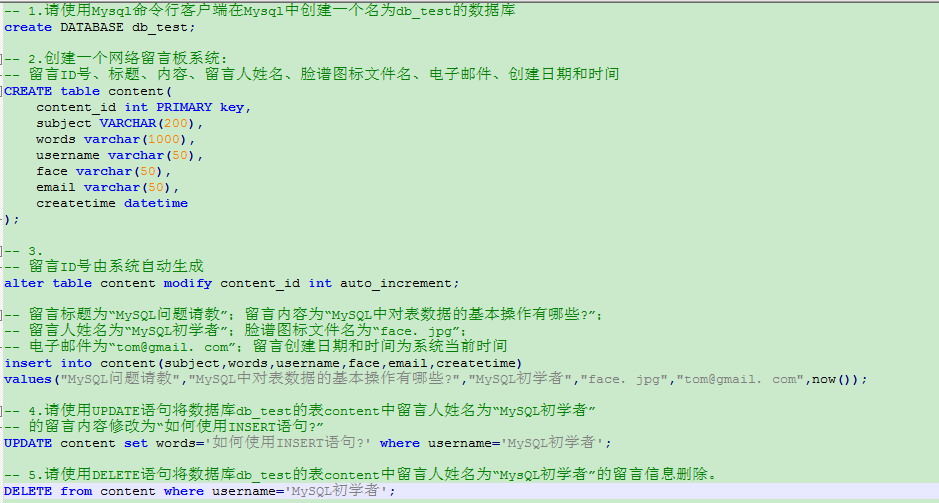 -- 1.请使用Mysql命令行客户端在Mysql中创建一个名为db_test的数据库
create DATABASE db_test;
-- 2.创建一个网络留言板系统:
-- 留言ID号、标题、内容、留言人姓名、脸谱图标文件名、电子邮件、创建日期和时间
CREATE table content(
content_id int PRIMARY key,
subject VARCHAR(200),
words varchar(1000),
username varchar(50),
face varchar(50),
email varchar(50),
createtime datetime
);
-- 3.
-- 留言ID号由系统自动生成
alter table content modify content_id int auto_increment;
-- 留言标题为“MySQL问题请教”; 留言内容为“MySQL中对表数据的基本操作有哪些?”;
-- 留言人姓名为“MySQL初学者”; 脸谱图标文件名为“face. jpg”;
-- 电子邮件为“tom@gmail. com”; 留言创建日期和时间为系统当前时间
insert into content(subject,words,username,face,email,createtime)
values("MySQL问题请教","MySQL中对表数据的基本操作有哪些?","MySQL初学者","face. jpg","tom@gmail. com",now());
-- 4.请使用UPDATE语句将数据库db_test的表content中留言人姓名为“MySQL初学者”
-- 的留言内容修改为“如何使用INSERT语句?”
UPDATE content set words='如何使用INSERT语句?' where username='MySQL初学者';
-- 5.请使用DELETE语句将数据库db_test的表content中留言人姓名为“MysQL初学者”的留言信息删除。
DELETE from content where username='MySQL初学者';